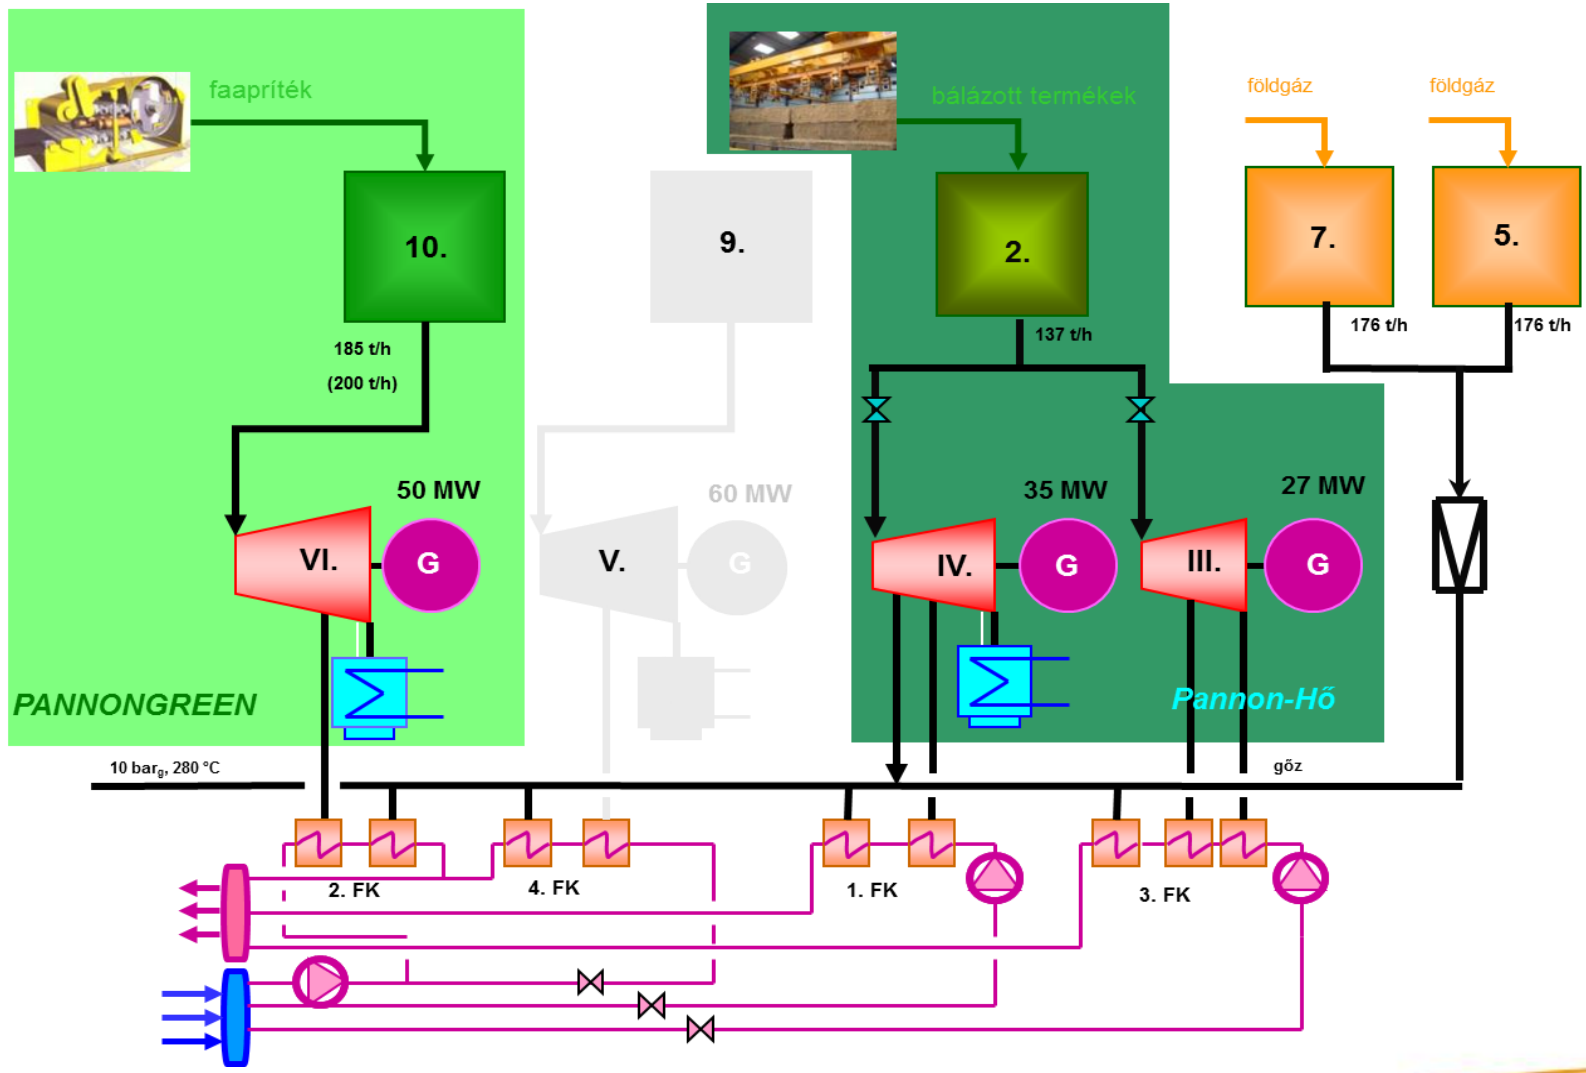 faapríték
bálázott termékek
földgáz
földgáz
10.
9.
2.
7.
5.
185 t/h
(200 t/h)
137 t/h
176 t/h
176 t/h
50 MW
60 MW
35 MW
27 MW
VI.
G
V.
G
IV.
G
III.
G
PANNONGREEN
Pannon-Hő
10 barg, 280 °C
gőz
2. FK
4. FK
1. FK
3. FK